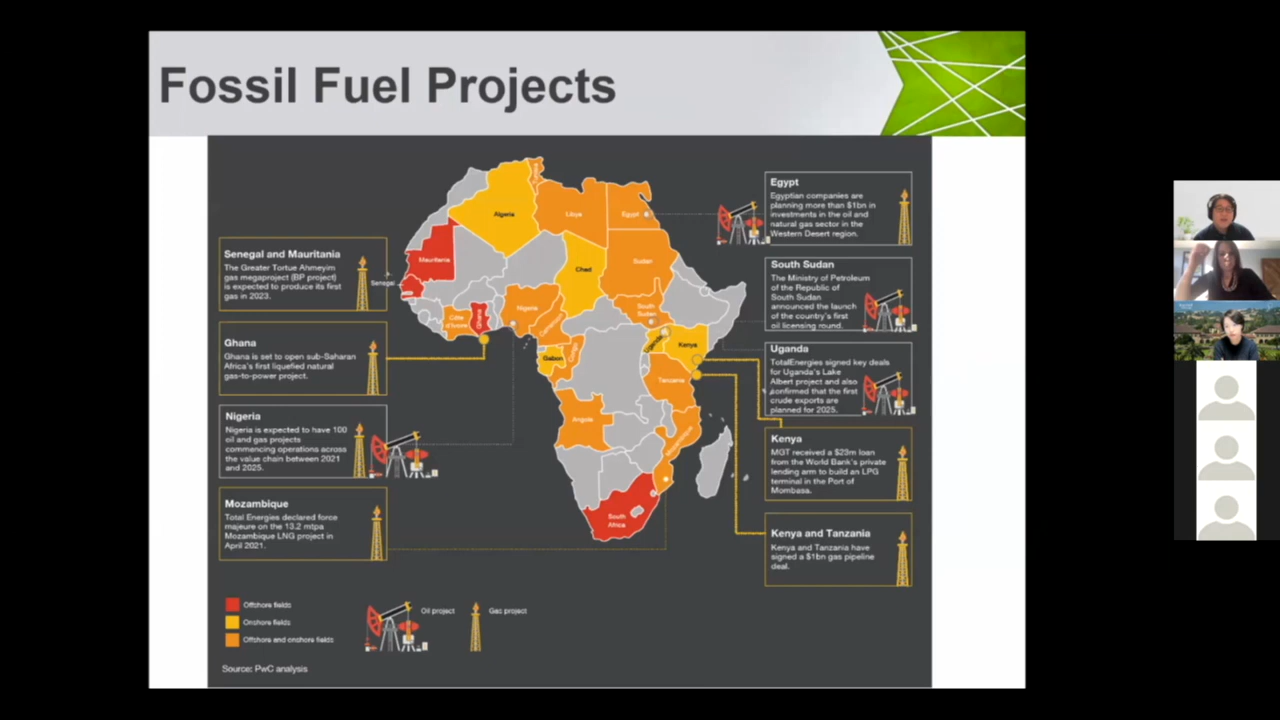 Fossil Fuel Projects
Senegal and Mauritania
The Greater Tortue Ahmeyim
gas megaproject (BP project)
is expected to produce its first
gas in 2023.
Ghana
Ghana is set to open sub-Saharan
Africa's first liquefied natural
gas-to-power project.
Nigeria
Nigeria is expected to have 100
oil and gas projects
commencing operations across
the value chain between 2021
and 2025.
Mozambique
Total Energies declared force
majeure on the 13.2 mtpa
Mozambique LNG project in
April 2021.
Algeria
Libya
Egypt
Mauritania
Senegal
Chad
Sudan
Nigeria
Côte
d'Ivoire
Ghana
Cameroon
South
Sudan
Uganda
Kenya
Gabon
Tanzania
Angola
Mozambique
South
Africa
Egypt
Egyptian companies are
planning more than $1bn in
investments in the oil and
natural gas sector in the
Western Desert region.
South Sudan
The Ministry of Petroleum
of the Republic of
South Sudan
announced the launch
of the country's first
oil licensing round.
Uganda
TotalEnergies signed key deals
for Uganda's Lake
Albert project and also
confirmed that the first
crude exports are
planned for 2025.
Kenya
MGT received a $23m loan
from the World Bank's private
lending arm to build an LPG
terminal in the Port of
Mombasa.
Kenya and Tanzania
Kenya and Tanzania have
signed a $1bn gas pipeline
deal.
Offshore fields
Onshore fields
Offshore and onshore fields
Oil project
Gas project
Source: PwC analysis